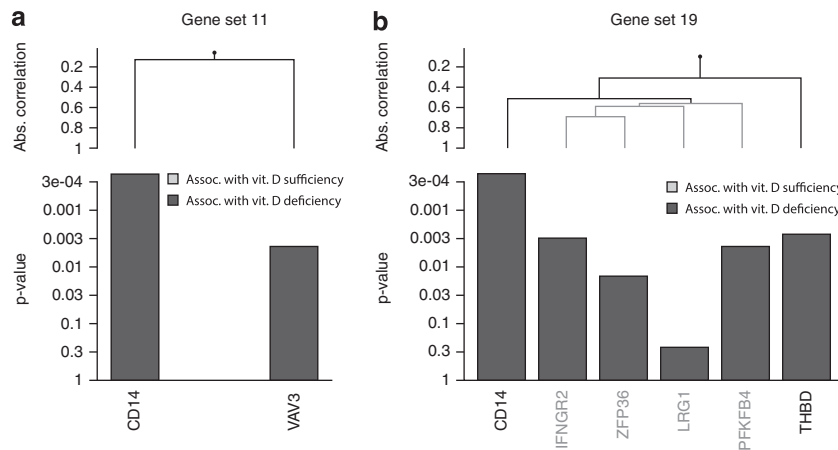 a
Gene set 11
Abs. correlation
0.2
0.4
0.6
0.8
1
p-value
3e-04
0.001
0.003
0.01
0.03
0.1
0.3
1
Assoc. with vit. D sufficiency
Assoc. with vit. D deficiency
CD14
VAV3
b
Gene set 19
Abs. correlation
0.2
0.4
0.6
0.8
1
p-value
3e-04
0.001
0.003
0.01
0.03
0.1
0.3
1
Assoc. with vit. D sufficiency
Assoc. with vit. D deficiency
CD14
IFNGR2
ZFP36
LRG1
PFKFB4
THBD